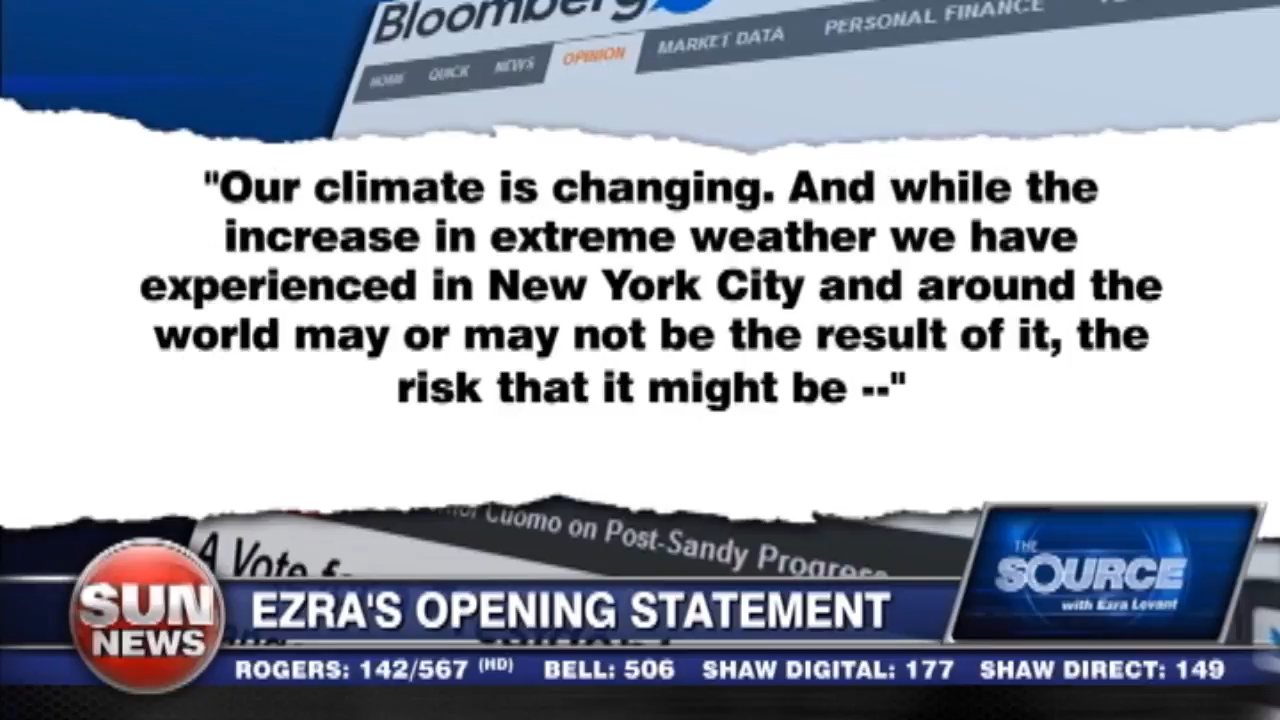 Bloomberg
HOME QUICK NEWS OPINION MARKET DATA PERSONAL FINANCE
"Our climate is changing. And while the
increase in extreme weather we have
experienced in New York City and around the
world may or may not be the result of it, the
risk that it might be --"
Cuomo on Post-Sandy Progress
A Vote
THE
SOURCE
with Ezra Levant
SUN
NEWS
EZRA'S OPENING STATEMENT
ROGERS: 142/567 (HD) BELL: 506 SHAW DIGITAL: 177 SHAW DIRECT: 149